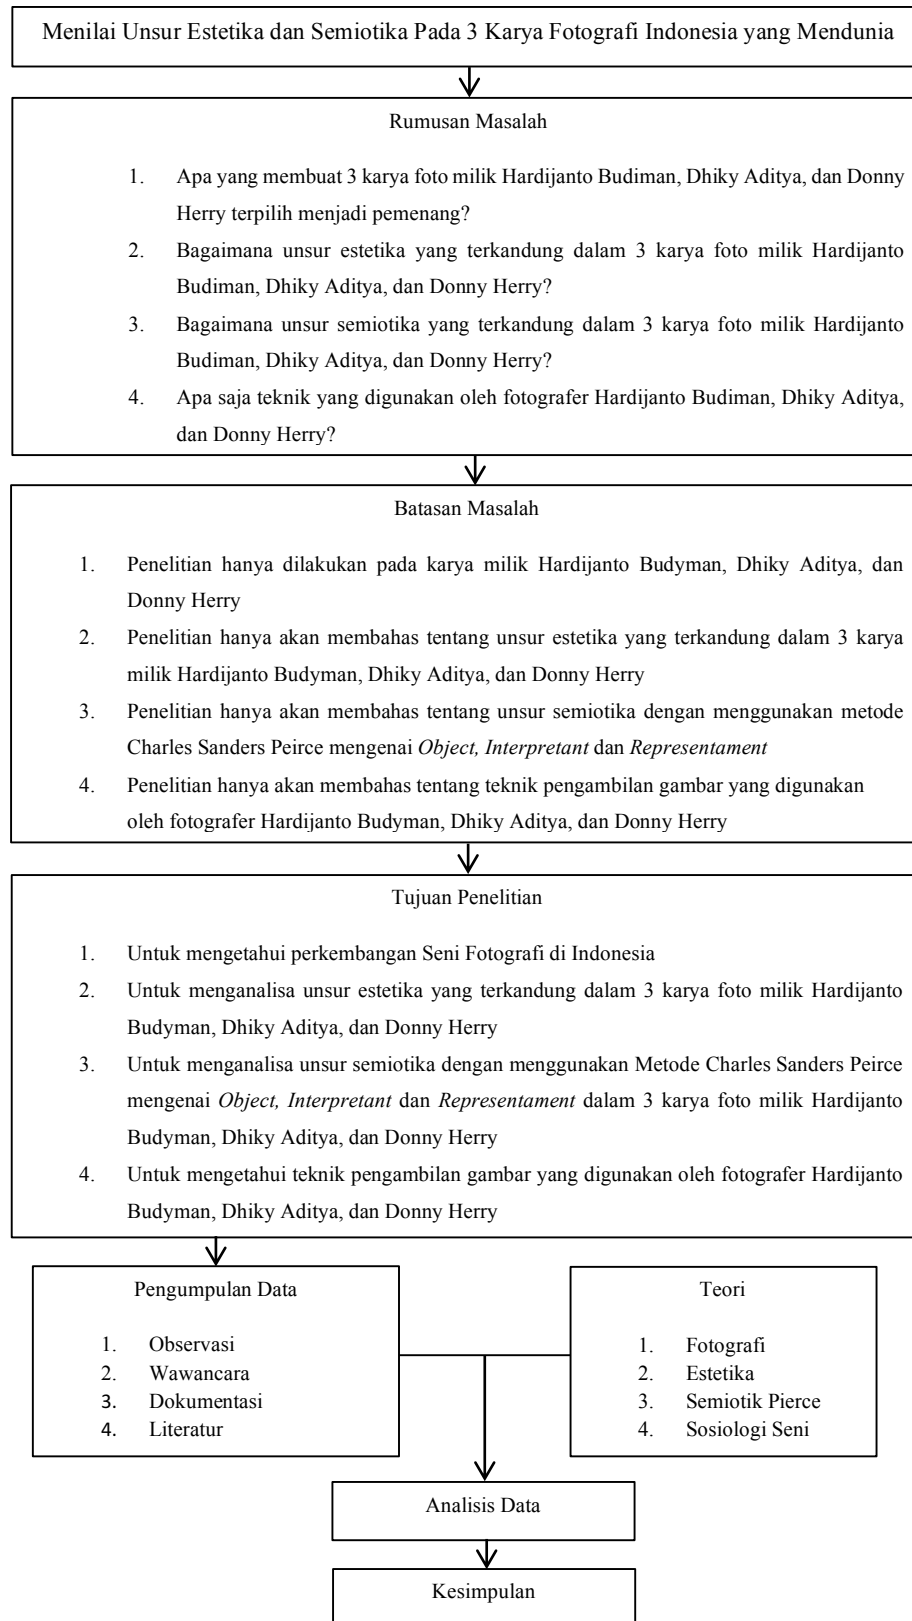 Menilai Unsur Estetika dan Semiotika Pada 3 Karya Fotografi Indonesia yang Mendunia
Rumusan Masalah
1. Apa yang membuat 3 karya foto milik Hardijanto Budiman, Dhiky Aditya, dan Donny
Herry terpilih menjadi pemenang?
2. Bagaimana unsur estetika yang terkandung dalam 3 karya foto milik Hardijanto
Budiman, Dhiky Aditya, dan Donny Herry?
3. Bagaimana unsur semiotika yang terkandung dalam 3 karya foto milik Hardijanto
Budiman, Dhiky Aditya, dan Donny Herry?
4. Apa saja teknik yang digunakan oleh fotografer Hardijanto Budiman, Dhiky Aditya,
dan Donny Herry?
Batasan Masalah
1. Penelitian hanya dilakukan pada karya milik Hardijanto Budyman, Dhiky Aditya, dan
Donny Herry
2. Penelitian hanya akan membahas tentang unsur estetika yang terkandung dalam 3 karya
milik Hardijanto Budyman, Dhiky Aditya, dan Donny Herry
3. Penelitian hanya akan membahas tentang unsur semiotika dengan menggunakan metode
Charles Sanders Peirce mengenai Object, Interpretant dan Representament
4. Penelitian hanya akan membahas tentang teknik pengambilan gambar yang digunakan
oleh fotografer Hardijanto Budyman, Dhiky Aditya, dan Donny Herry
Tujuan Penelitian
1. Untuk mengetahui perkembangan Seni Fotografi di Indonesia
2. Untuk menganalisa unsur estetika yang terkandung dalam 3 karya foto milik Hardijanto
Budyman, Dhiky Aditya, dan Donny Herry
3. Untuk menganalisa unsur semiotika dengan menggunakan Metode Charles Sanders Peirce
mengenai Object, Interpretant dan Representament dalam 3 karya foto milik Hardijanto
Budyman, Dhiky Aditya, dan Donny Herry
4. Untuk mengetahui teknik pengambilan gambar yang digunakan oleh fotografer Hardijanto
Budyman, Dhiky Aditya, dan Donny Herry
Pengumpulan Data
1. Observasi
2. Wawancara
3. Dokumentasi
4. Literatur
Teori
1. Fotografi
2. Estetika
3. Semiotik Pierce
4. Sosiologi Seni
Analisis Data
Kesimpulan